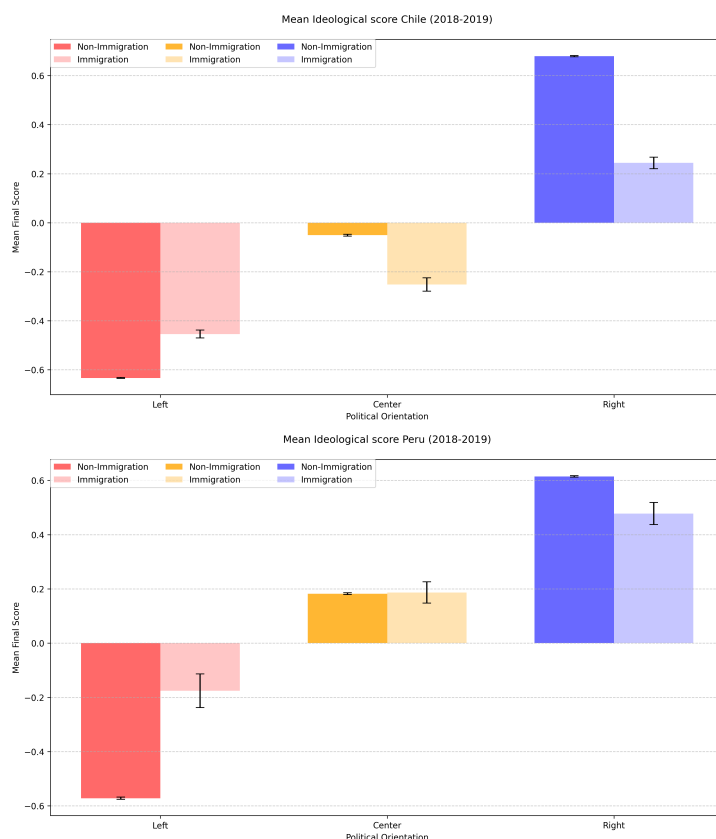 Mean Ideological score Chile (2018-2019)
Non-Immigration Non-Immigration Non-Immigration
Immigration Immigration Immigration
0.6
0.4
0.2
0.0
−0.2
−0.4
−0.6
Mean Final Score
Left Center Right
Political Orientation
Mean Ideological score Peru (2018-2019)
Non-Immigration Non-Immigration Non-Immigration
Immigration Immigration Immigration
0.6
0.4
0.2
0.0
−0.2
−0.4
−0.6
Mean Final Score
Left Center Right
Political Orientation